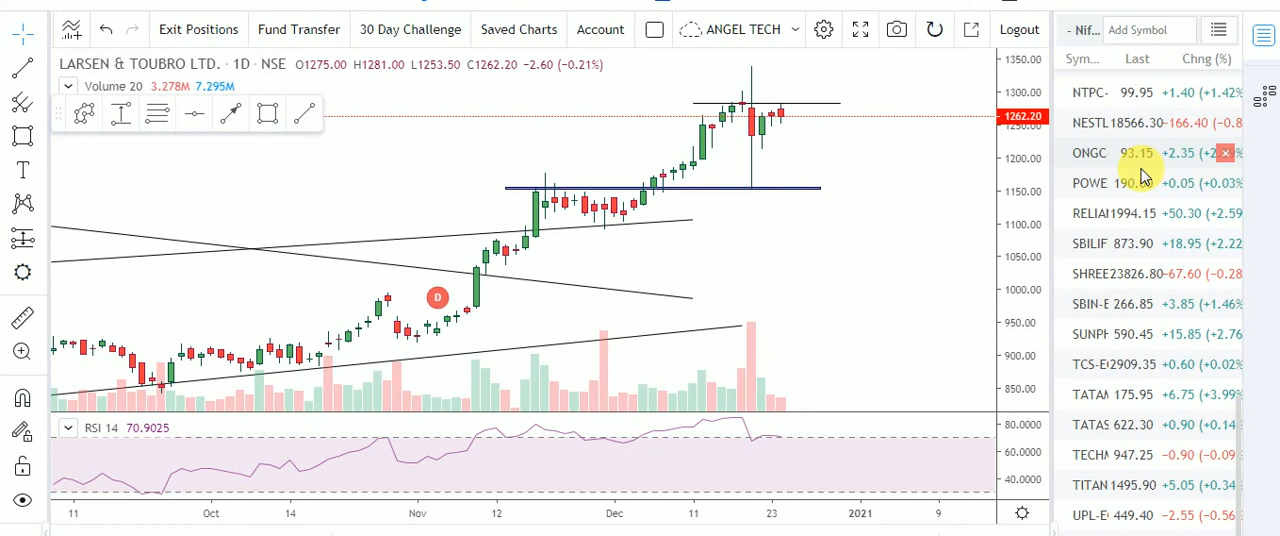 Exit Positions Fund Transfer 30 Day Challenge Saved Charts Account ANGEL TECH Logout
LARSEN & TOUBRO LTD. · 1D · NSE O1275.00 H1281.00 L1253.50 C1262.20 -2.60 (-0.21%)
Volume 20 3.278M 7.295M
1350.00
1300.00
1262.20
1250.00
1200.00
1150.00
1100.00
1050.00
1000.00
950.00
900.00
850.00
D
RSI 14 70.9025
80.0000
60.0000
40.0000
11 Oct 14 Nov 12 Dec 11 23 2021 9
- Nif... Add Symbol
Sym... Last Chng (%)
NTPC- 99.95 +1.40 (+1.42%
NESTL 18566.30 -166.40 (-0.8
ONGC 93.15 +2.35
POWE +0.05 (+0.03%
RELIAI 1994.15 +50.30 (+2.59
SBILIF 873.90 +18.95 (+2.22
SHREE 23826.80 -67.60 (-0.28
SBIN-E 266.85 +3.85 (+1.46%
SUNPH 590.45 +15.85 (+2.76
TCS-E 2909.35 +0.60 (+0.02%
TATAM 175.95 +6.75 (+3.99%
TATAS 622.30 +0.90 (+0.14
TECHM 947.25 -0.90 (-0.09
TITAN 1495.90 +5.05 (+0.34
UPL-E 449.40 -2.55 (-0.56